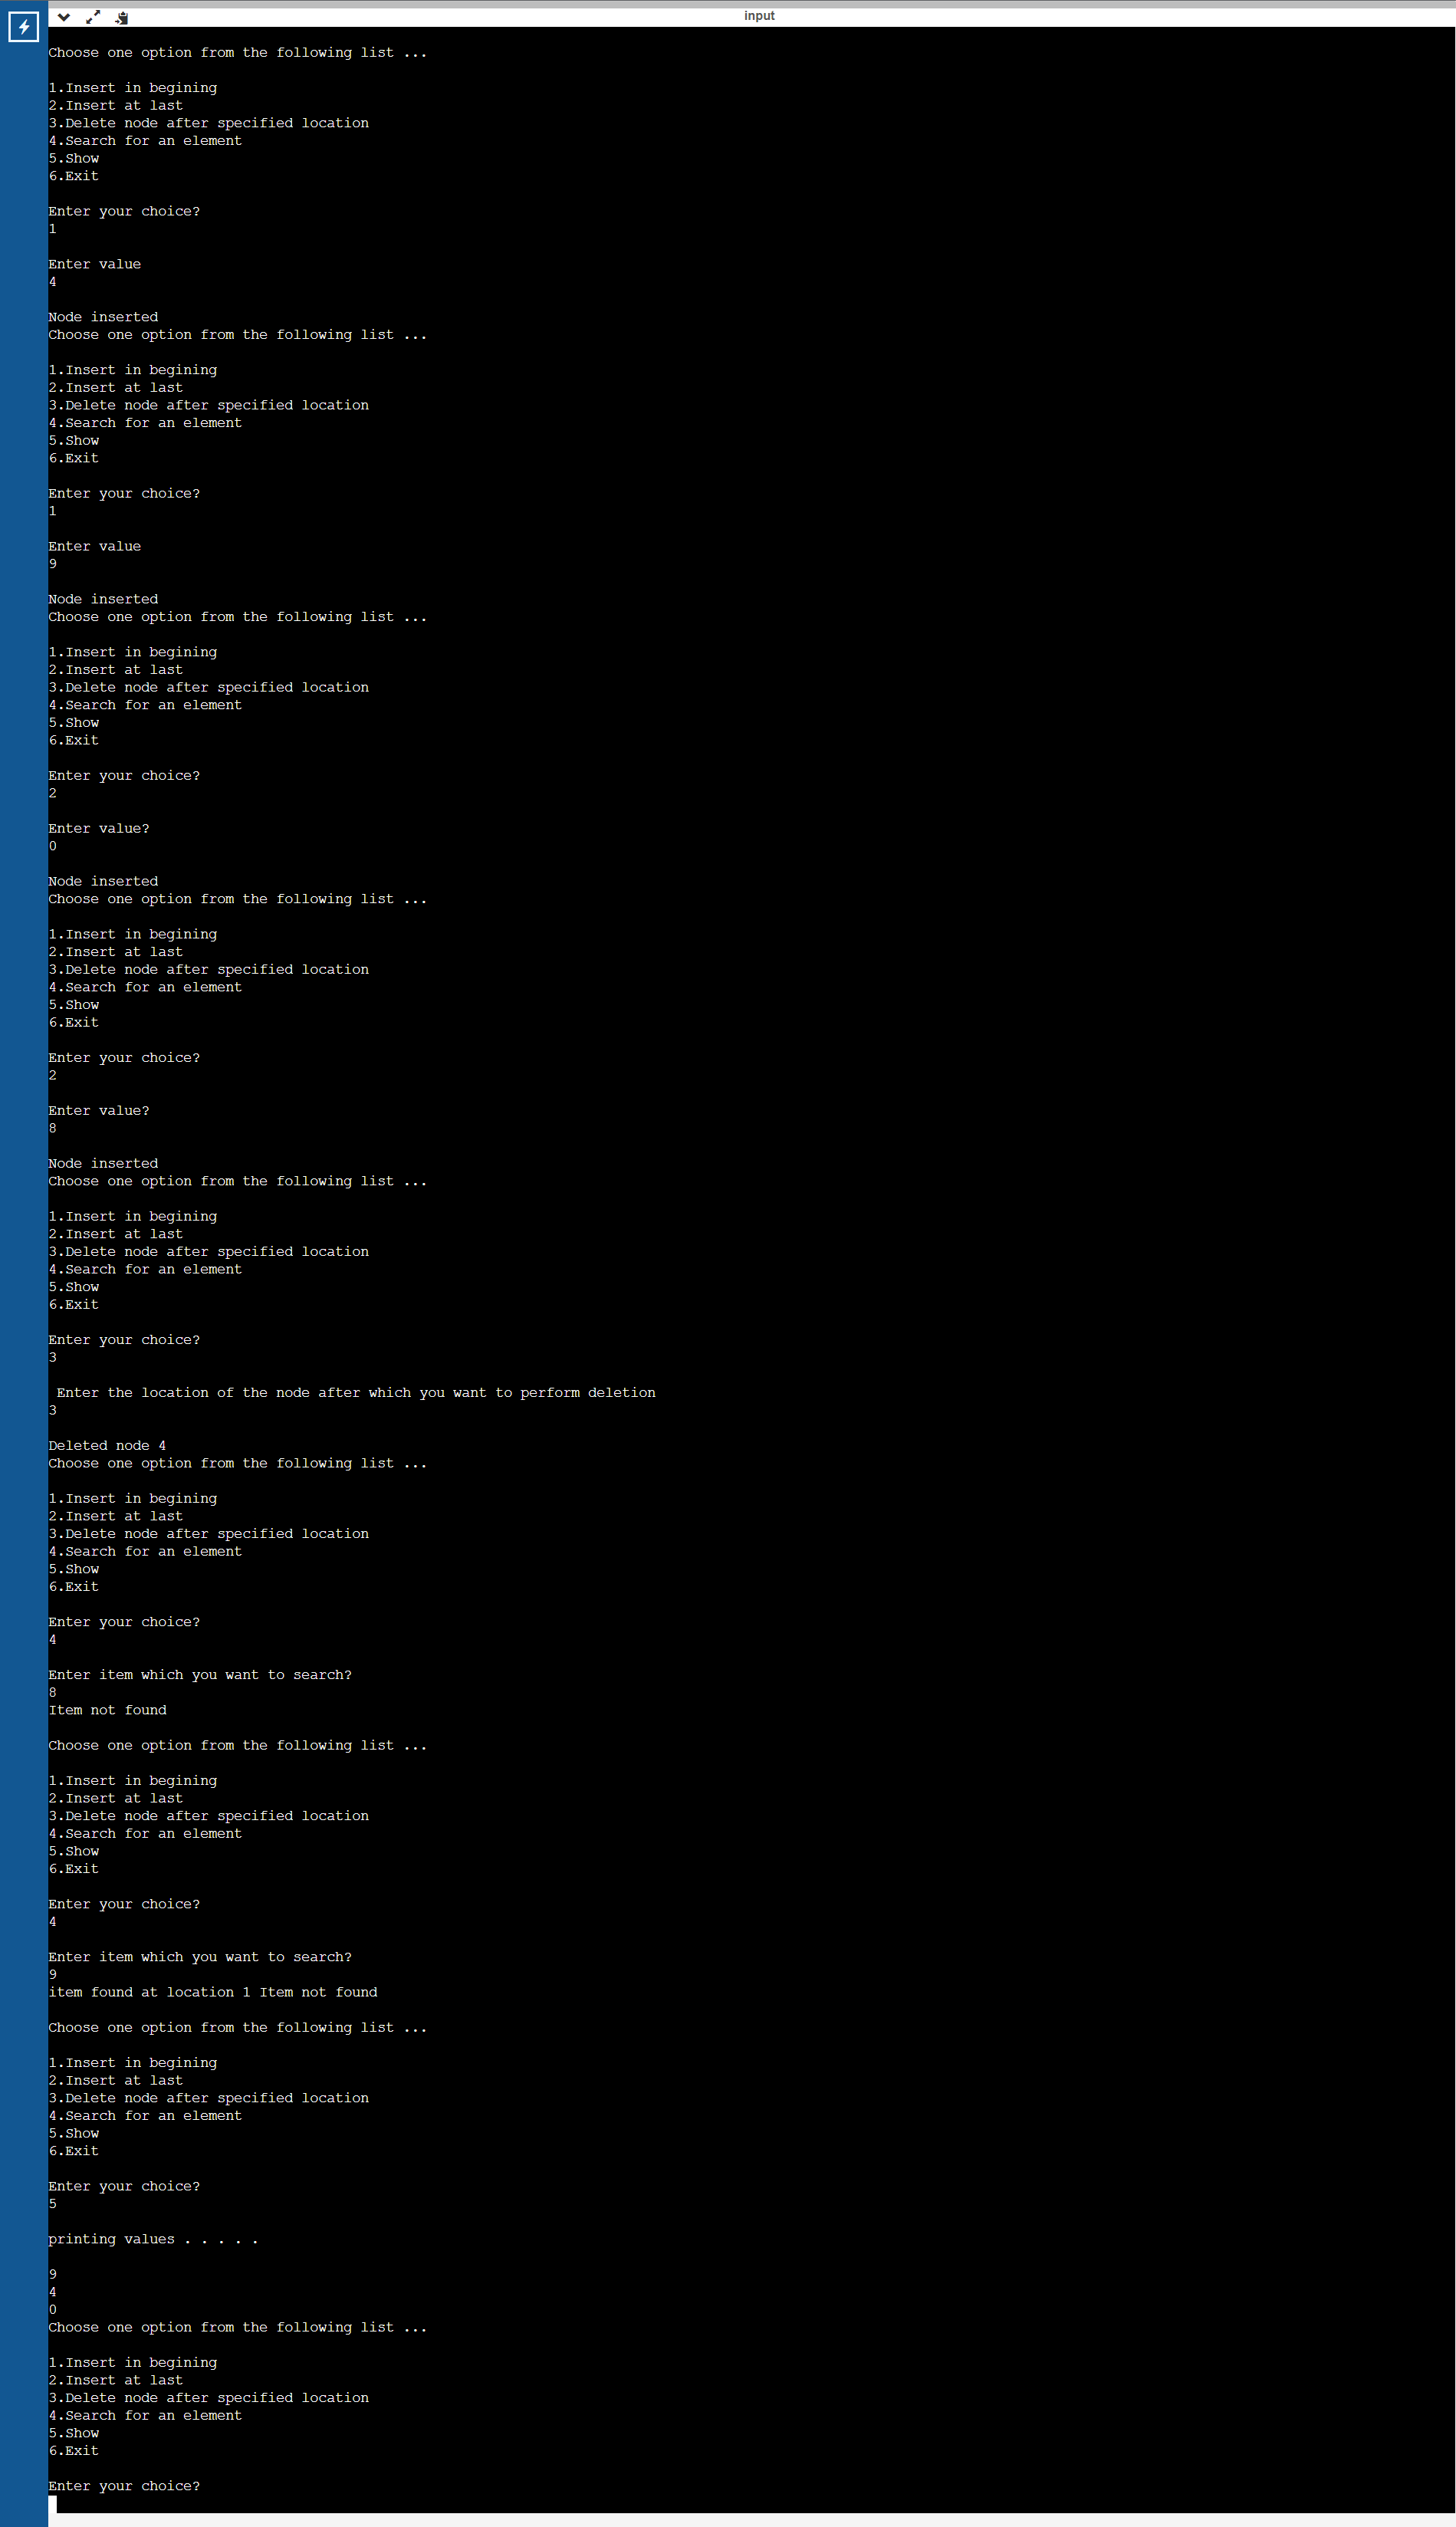 input
Choose one option from the following list ...
1.Insert in begining
2.Insert at last
3.Delete node after specified location
4.Search for an element
5.Show
6.Exit
Enter your choice?
1
Enter value
4
Node inserted
Choose one option from the following list ...
1.Insert in begining
2.Insert at last
3.Delete node after specified location
4.Search for an element
5.Show
6.Exit
Enter your choice?
1
Enter value
9
Node inserted
Choose one option from the following list ...
1.Insert in begining
2.Insert at last
3.Delete node after specified location
4.Search for an element
5.Show
6.Exit
Enter your choice?
2
Enter value?
0
Node inserted
Choose one option from the following list ...
1.Insert in begining
2.Insert at last
3.Delete node after specified location
4.Search for an element
5.Show
6.Exit
Enter your choice?
2
Enter value?
8
Node inserted
Choose one option from the following list ...
1.Insert in begining
2.Insert at last
3.Delete node after specified location
4.Search for an element
5.Show
6.Exit
Enter your choice?
3
Enter the location of the node after which you want to perform deletion
3
Deleted node 4
Choose one option from the following list ...
1.Insert in begining
2.Insert at last
3.Delete node after specified location
4.Search for an element
5.Show
6.Exit
Enter your choice?
4
Enter item which you want to search?
8
Item not found
Choose one option from the following list ...
1.Insert in begining
2.Insert at last
3.Delete node after specified location
4.Search for an element
5.Show
6.Exit
Enter your choice?
4
Enter item which you want to search?
9
item found at location 1 Item not found
Choose one option from the following list ...
1.Insert in begining
2.Insert at last
3.Delete node after specified location
4.Search for an element
5.Show
6.Exit
Enter your choice?
5
printing values . . . . .
9
4
0
Choose one option from the following list ...
1.Insert in begining
2.Insert at last
3.Delete node after specified location
4.Search for an element
5.Show
6.Exit
Enter your choice?